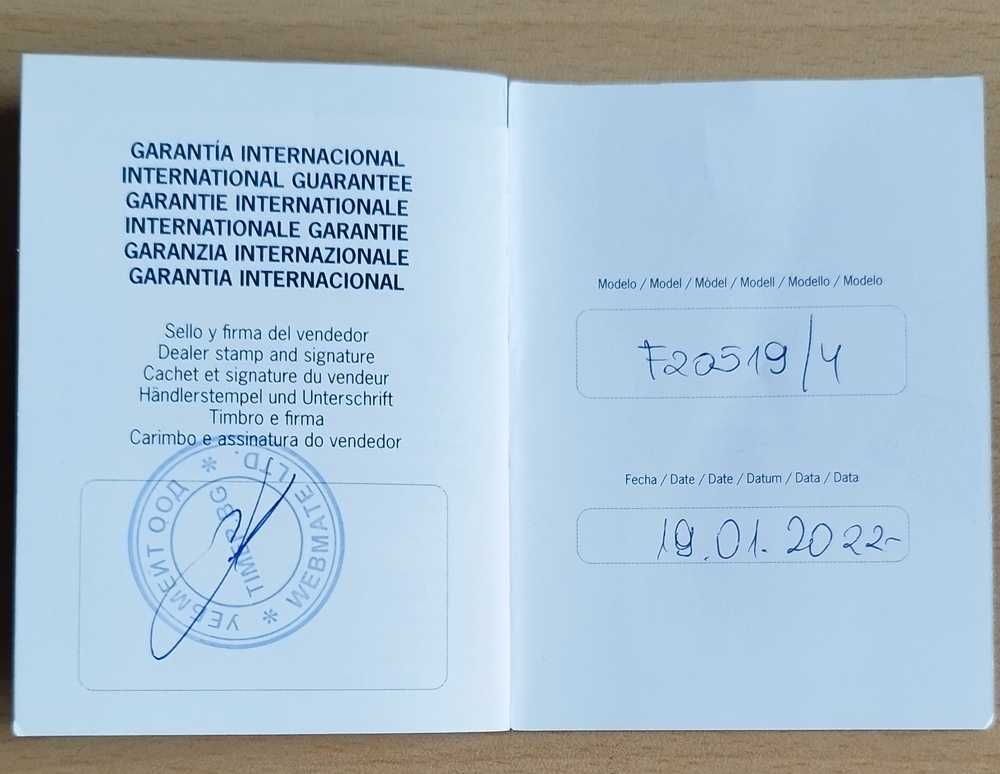 GARANTÍA INTERNACIONAL
INTERNATIONAL GUARANTEE
GARANTIE INTERNATIONALE
INTERNATIONALE GARANTIE
GARANZIA INTERNAZIONALE
GARANTIA INTERNACIONAL
Sello y firma del vendedor
Dealer stamp and signature
Cachet et signature du vendeur
Händlerstempel und Unterschrift
Timbro e firma
Carimbo e assinatura do vendedor
* УЕБМЕЙТ ООД * WEBMATE LTD.
TIMER.BG
Modelo / Model / Mòdel / Modell / Modello / Modelo
F20519/4
Fecha / Date / Date / Datum / Data / Data
19.01.2022-